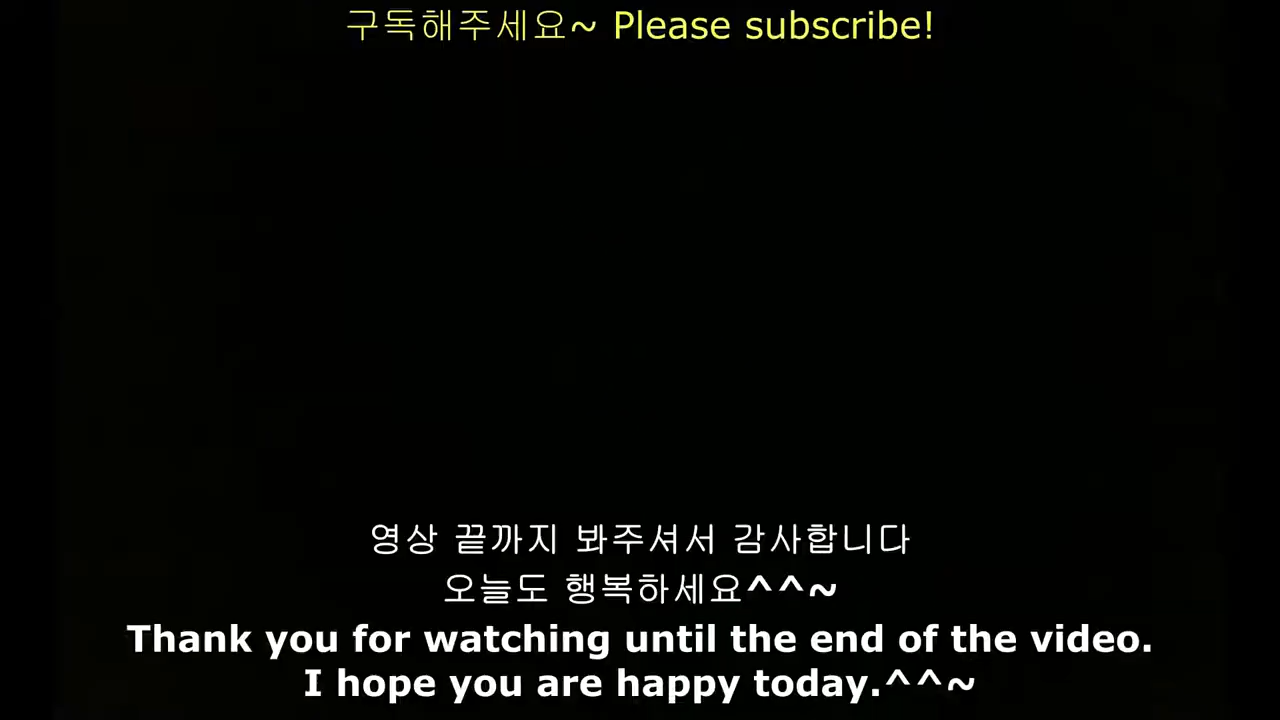 구독해주세요~ Please subscribe!
영상 끝까지 봐주셔서 감사합니다
오늘도 행복하세요^^~
Thank you for watching until the end of the video.
I hope you are happy today.^^~